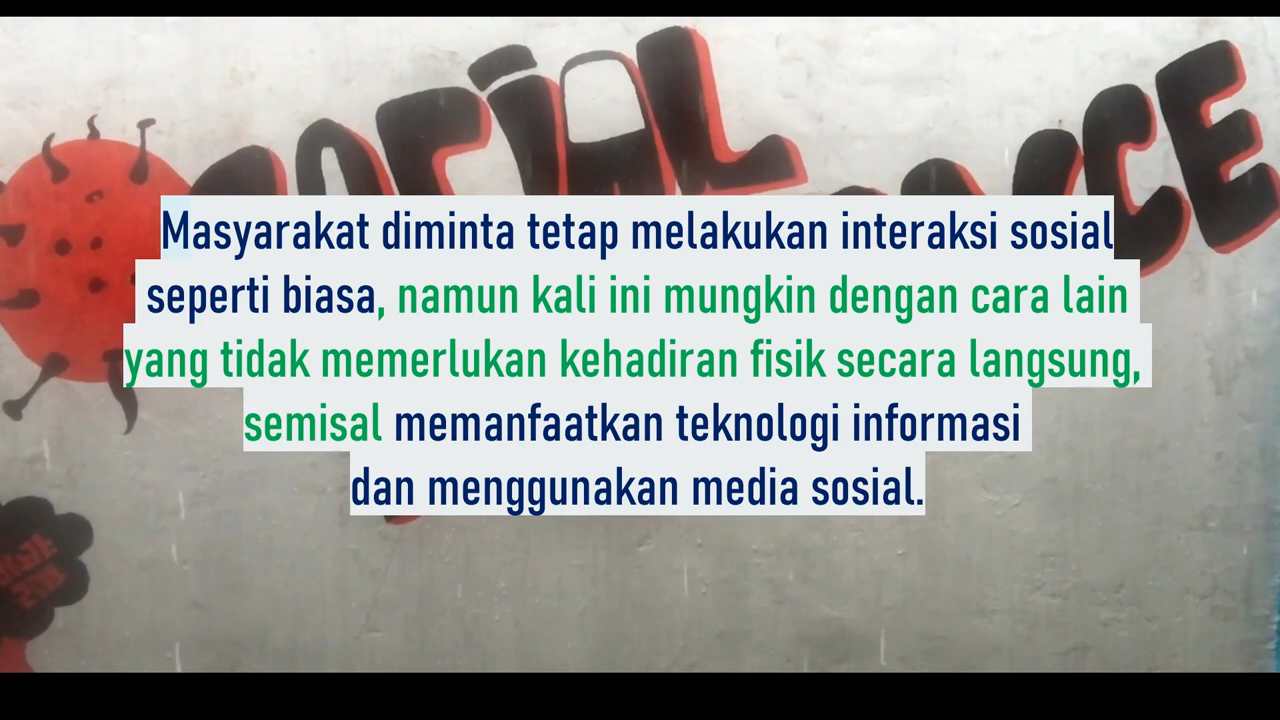 SOCIAL
Masyarakat diminta tetap melakukan interaksi sosial
seperti biasa, namun kali ini mungkin dengan cara lain
yang tidak memerlukan kehadiran fisik secara langsung,
semisal memanfaatkan teknologi informasi
dan menggunakan media sosial.